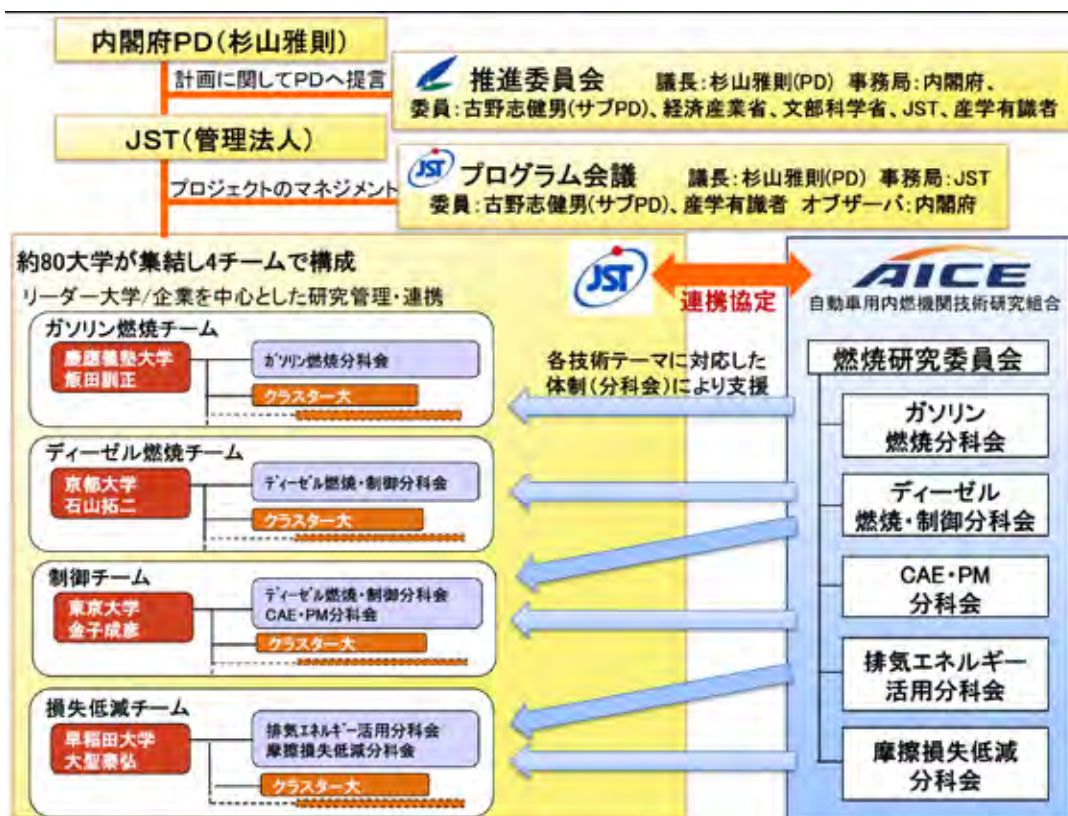 内閣府PD(杉山雅則)
計画に関してPDへ提言
推進委員会 議長:杉山雅則(PD) 事務局:内閣府、
委員:古野志健男(サブPD)、経済産業省、文部科学省、JST、産学有識者
JST(管理法人)
プロジェクトのマネジメント
JST プログラム会議 議長:杉山雅則(PD) 事務局:JST
委員:古野志健男(サブPD)、産学有識者 オブザーバ:内閣府
約80大学が集結し4チームで構成
リーダー大学/企業を中心とした研究管理・連携
ガソリン燃焼チーム
慶應義塾大学
飯田訓正
ガソリン燃焼分科会
クラスター大
ディーゼル燃焼チーム
京都大学
石山拓二
ディーゼル燃焼・制御分科会
クラスター大
制御チーム
東京大学
金子成彦
ディーゼル燃焼・制御分科会
CAE・PM分科会
クラスター大
損失低減チーム
早稲田大学
大聖泰弘
排気エネルギー活用分科会
摩擦損失低減分科会
クラスター大
JST
連携協定
各技術テーマに対応した
体制(分科会)により支援
AICE
自動車用内燃機関技術研究組合
燃焼研究委員会
ガソリン
燃焼分科会
ディーゼル
燃焼・制御分科会
CAE・PM
分科会
排気エネルギー
活用分科会
摩擦損失低減
分科会